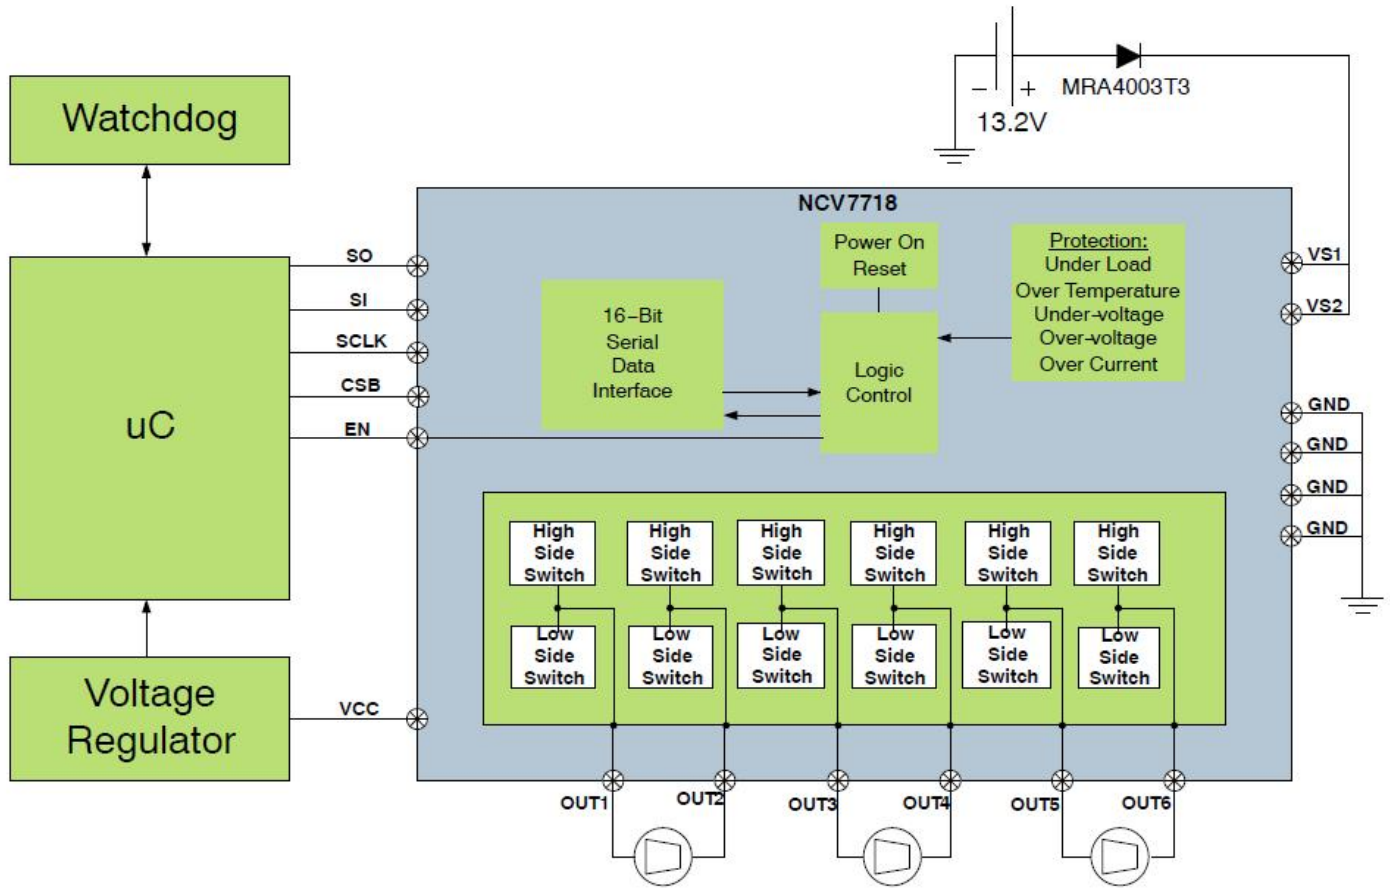 MRA4003T3
− +
13.2V
Watchdog
NCV7718
SO
SI
SCLK
CSB
EN
uC
16−Bit
Serial
Data
Interface
Power On
Reset
Logic
Control
Protection:
Under Load
Over Temperature
Under-voltage
Over-voltage
Over Current
VS1
VS2
GND
GND
GND
GND
High
Side
Switch
High
Side
Switch
High
Side
Switch
High
Side
Switch
High
Side
Switch
High
Side
Switch
Low
Side
Switch
Low
Side
Switch
Low
Side
Switch
Low
Side
Switch
Low
Side
Switch
Low
Side
Switch
Voltage
Regulator
VCC
OUT1
OUT2
OUT3
OUT4
OUT5
OUT6